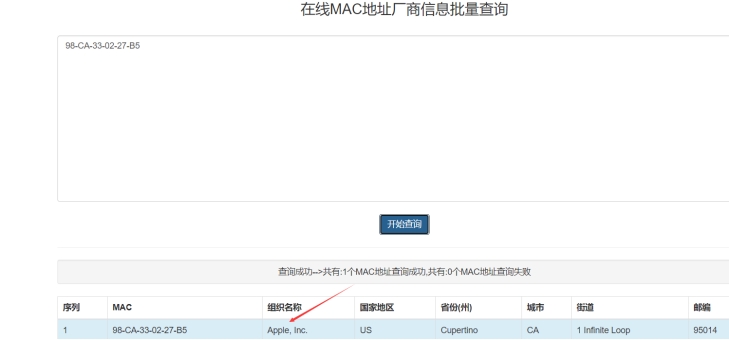 在线MAC地址厂商信息批量查询
98-CA-33-02-27-B5
开始查询
查询成功-->共有:1个MAC地址查询成功,共有:0个MAC地址查询失败
序列 MAC 组织名称 国家地区 省份(州) 城市 街道 邮编
1 98-CA-33-02-27-B5 Apple, Inc. US Cupertino CA 1 Infinite Loop 95014